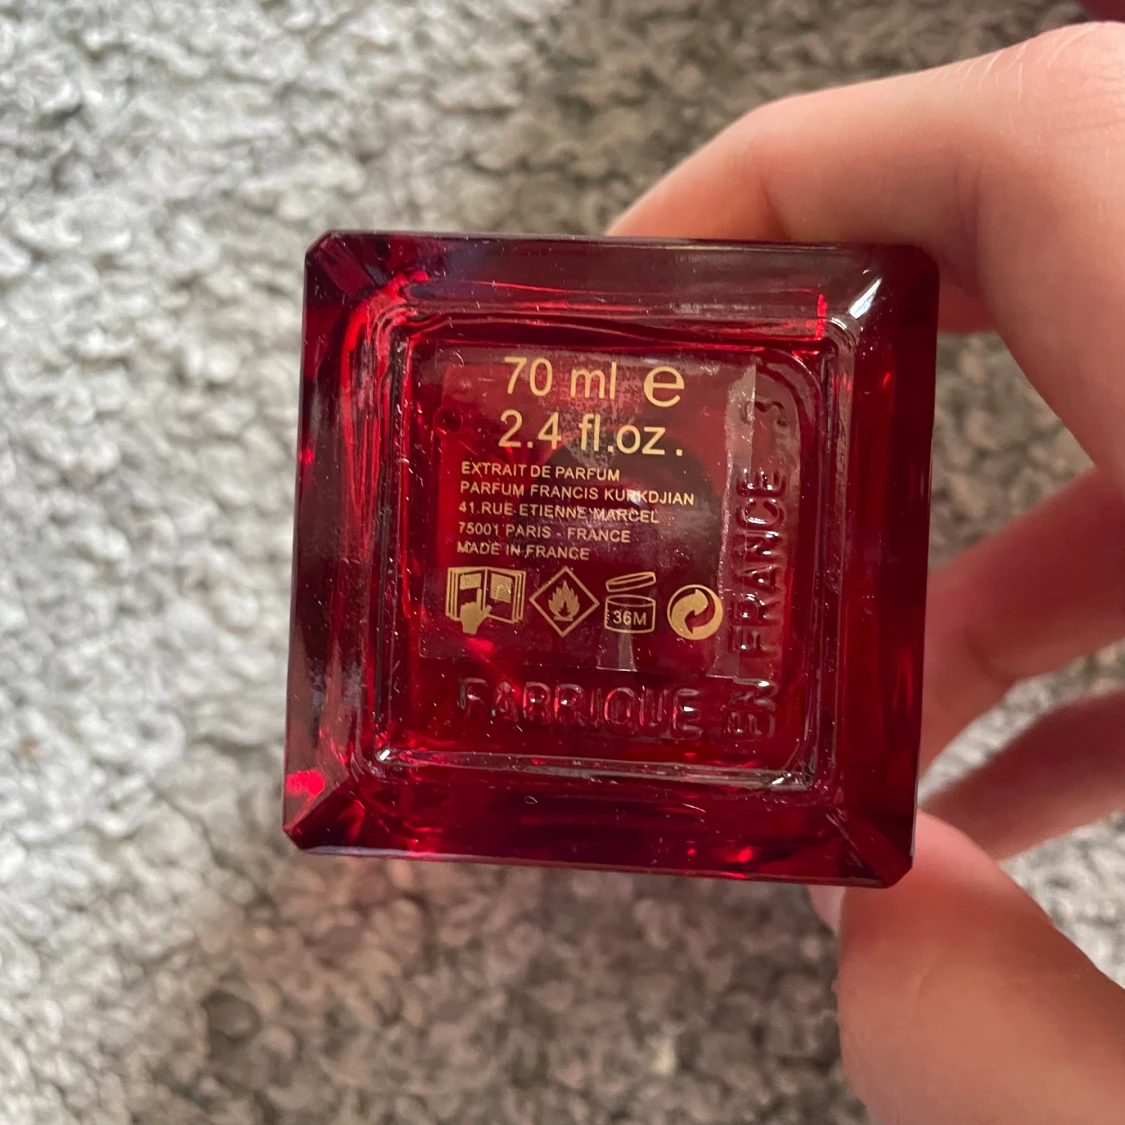 70 ml e
2.4 fl.oz.
EXTRAIT DE PARFUM
PARFUM FRANCIS KURKDJIAN
41.RUE ETIENNE MARCEL
75001 PARIS - FRANCE
MADE IN FRANCE
36M
FABRIQUE
EN FRANCE 3